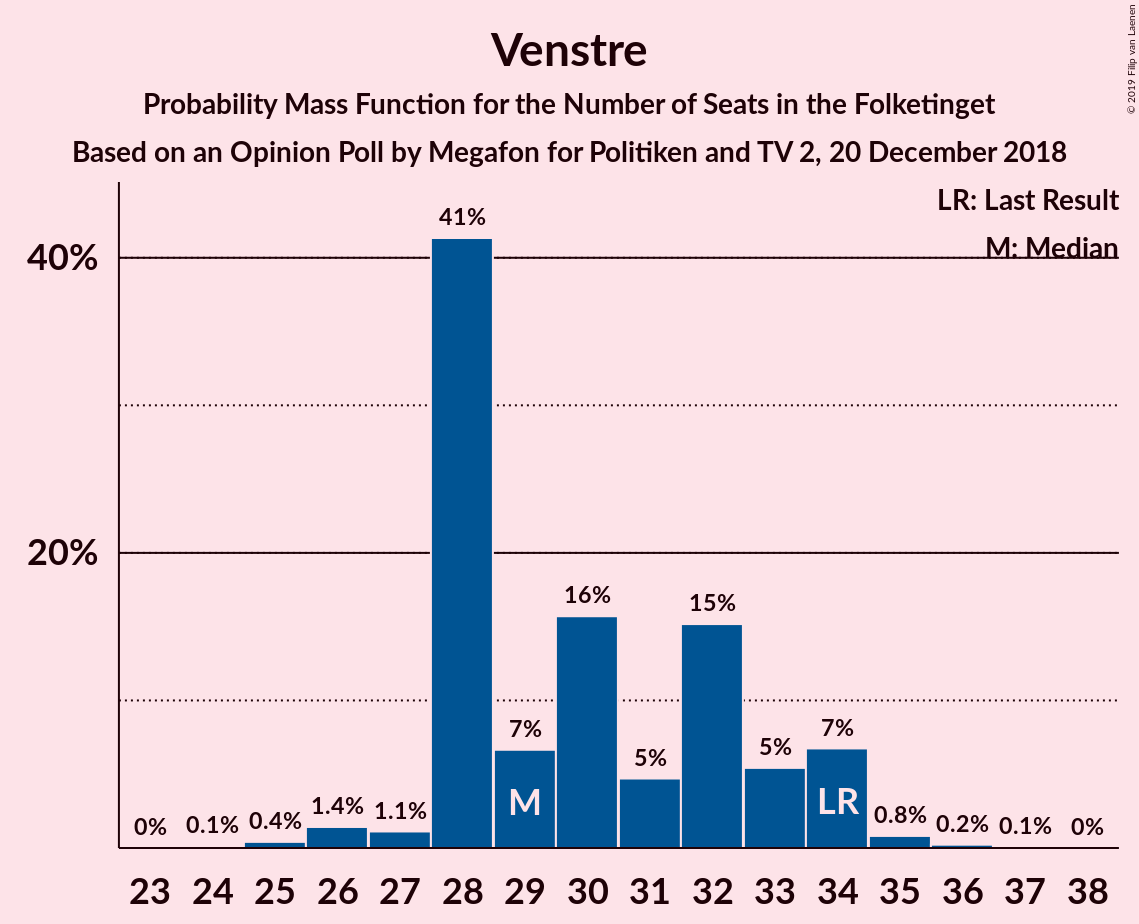 Venstre
Probability Mass Function for the Number of Seats in the Folketinget
Based on an Opinion Poll by Megafon for Politiken and TV 2, 20 December 2018
© 2019 Filip van Laenen
LR: Last Result
M: Median
40%
20%
0%
0.1%
0.4%
1.4%
1.1%
41%
7%
16%
5%
15%
5%
7%
0.8%
0.2%
0.1%
0%
M
LR
23 24 25 26 27 28 29 30 31 32 33 34 35 36 37 38